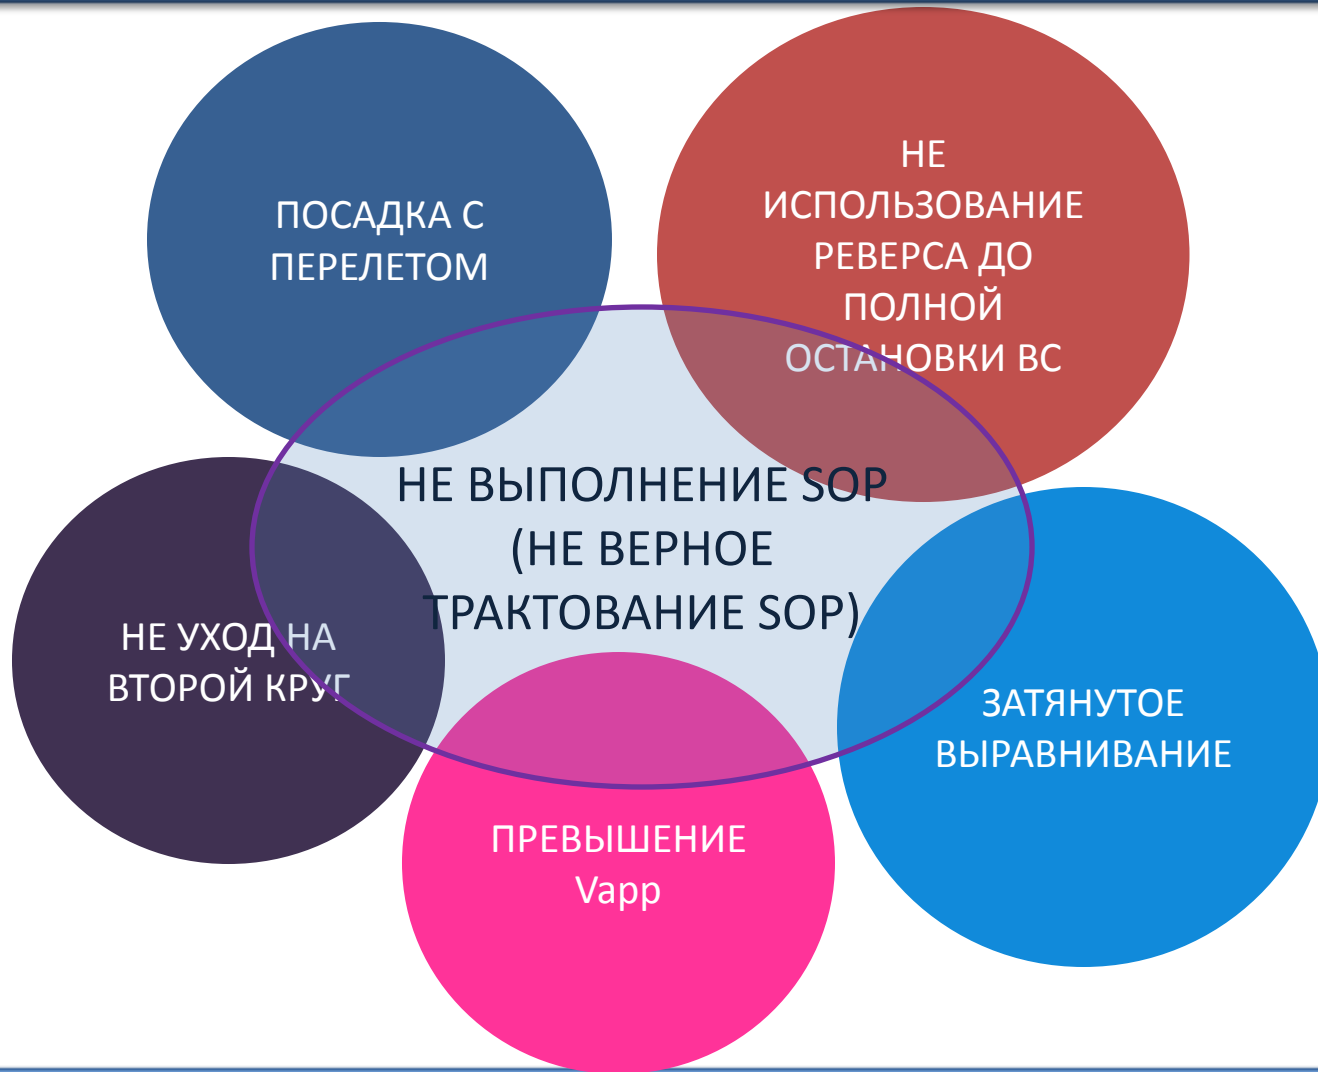 ПОСАДКА С
ПЕРЕЛЕТОМ
НЕ
ИСПОЛЬЗОВАНИЕ
РЕВЕРСА ДО
ПОЛНОЙ
ОСТАНОВКИ ВС
НЕ ВЫПОЛНЕНИЕ SOP
(НЕ ВЕРНОЕ
ТРАКТОВАНИЕ SOP)
НЕ УХОД НА
ВТОРОЙ КРУГ
ЗАТЯНУТОЕ
ВЫРАВНИВАНИЕ
ПРЕВЫШЕНИЕ
Vapp